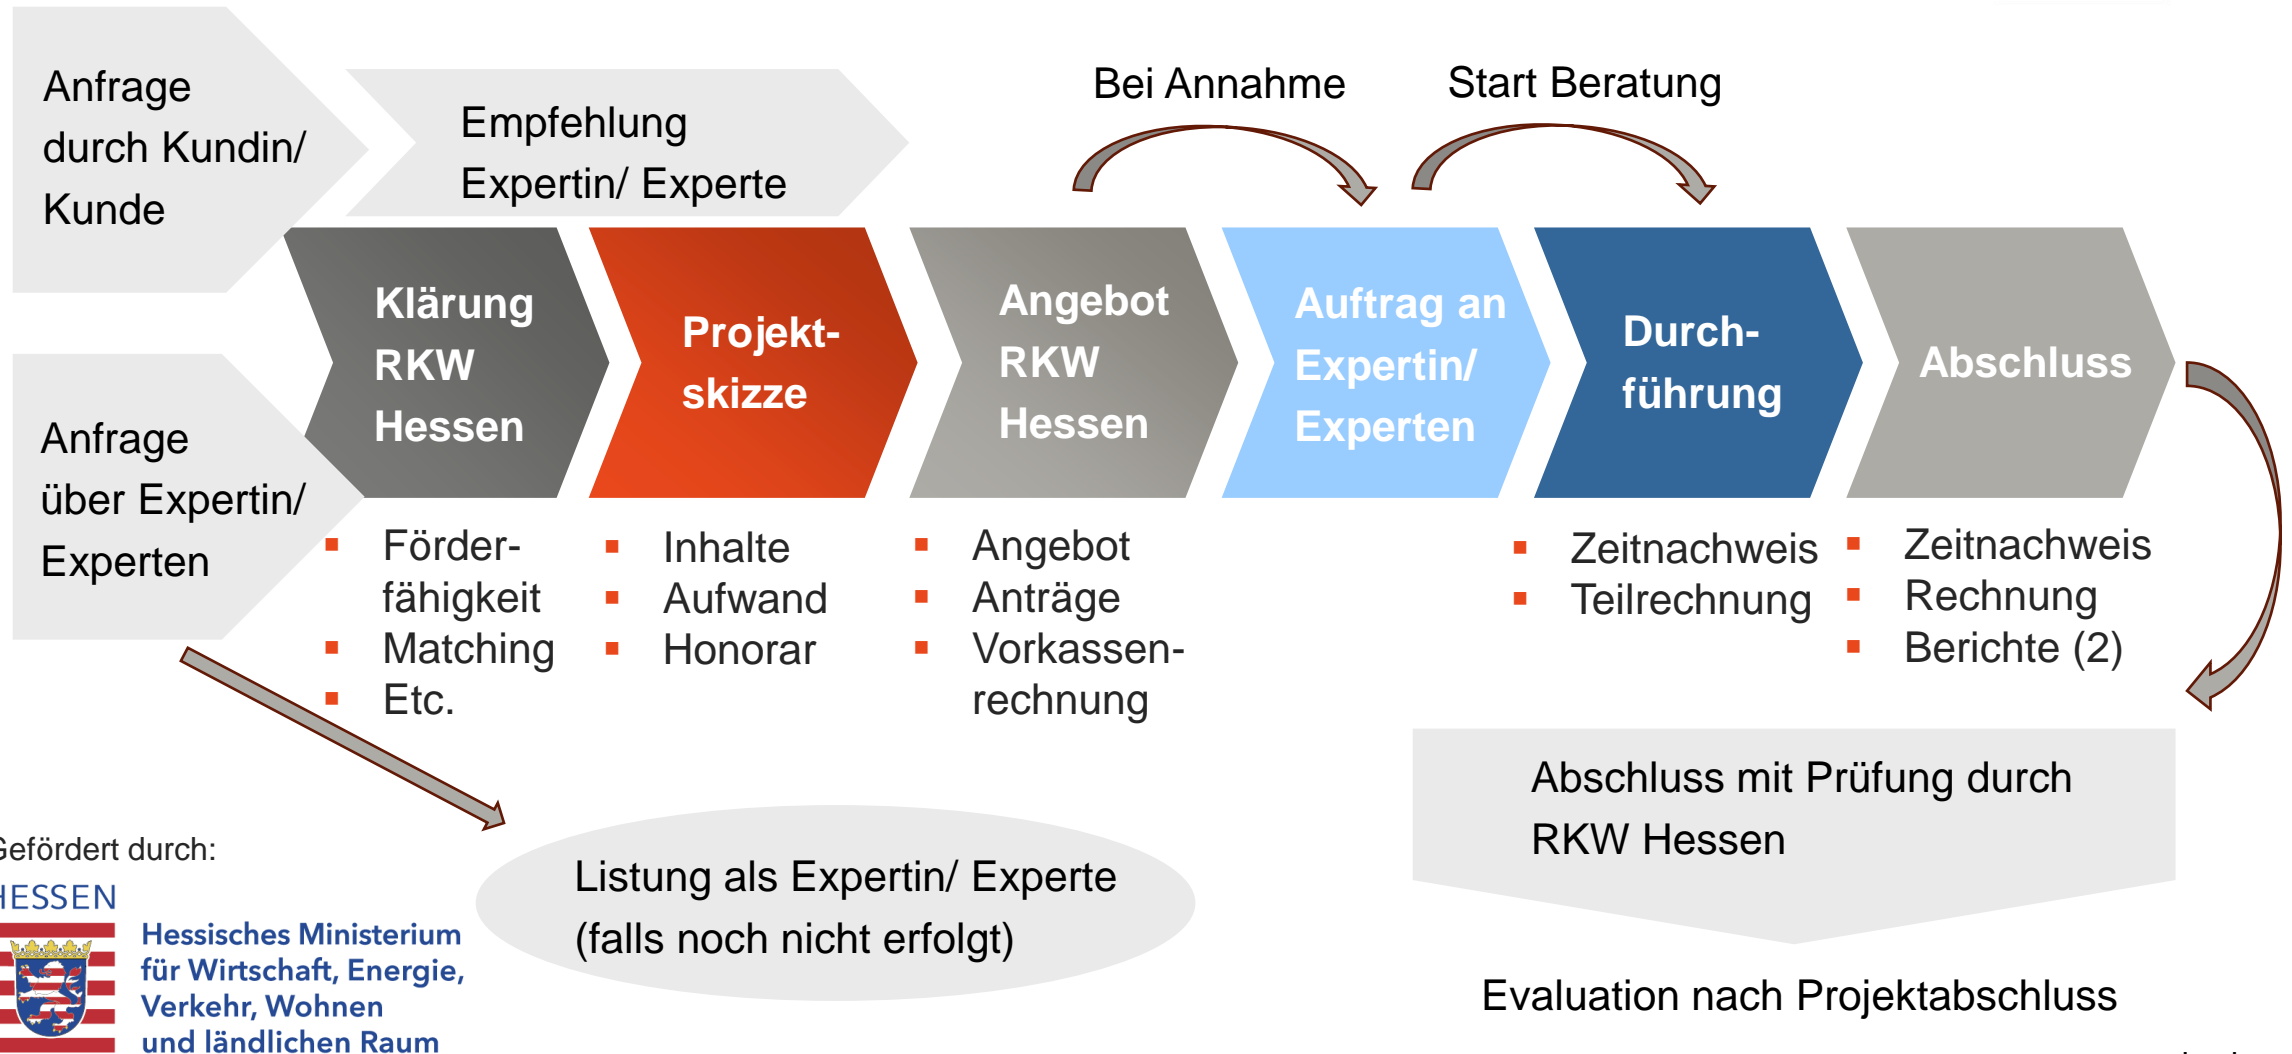 Anfrage
durch Kundin/
Kunde
Empfehlung
Expertin/ Experte
Bei Annahme
Start Beratung
Klärung
RKW
Hessen
Projekt-
skizze
Angebot
RKW
Hessen
Auftrag an
Expertin/
Experten
Durch-
führung
Abschluss
Anfrage
über Expertin/
Experten
Förder-
fähigkeit
Matching
Etc.
Inhalte
Aufwand
Honorar
Angebot
Anträge
Vorkassen-
rechnung
Zeitnachweis
Teilrechnung
Zeitnachweis
Rechnung
Berichte (2)
Abschluss mit Prüfung durch
RKW Hessen
Listung als Expertin/ Experte
(falls noch nicht erfolgt)
Evaluation nach Projektabschluss
Gefördert durch:
HESSEN
Hessisches Ministerium
für Wirtschaft, Energie,
Verkehr, Wohnen
und ländlichen Raum